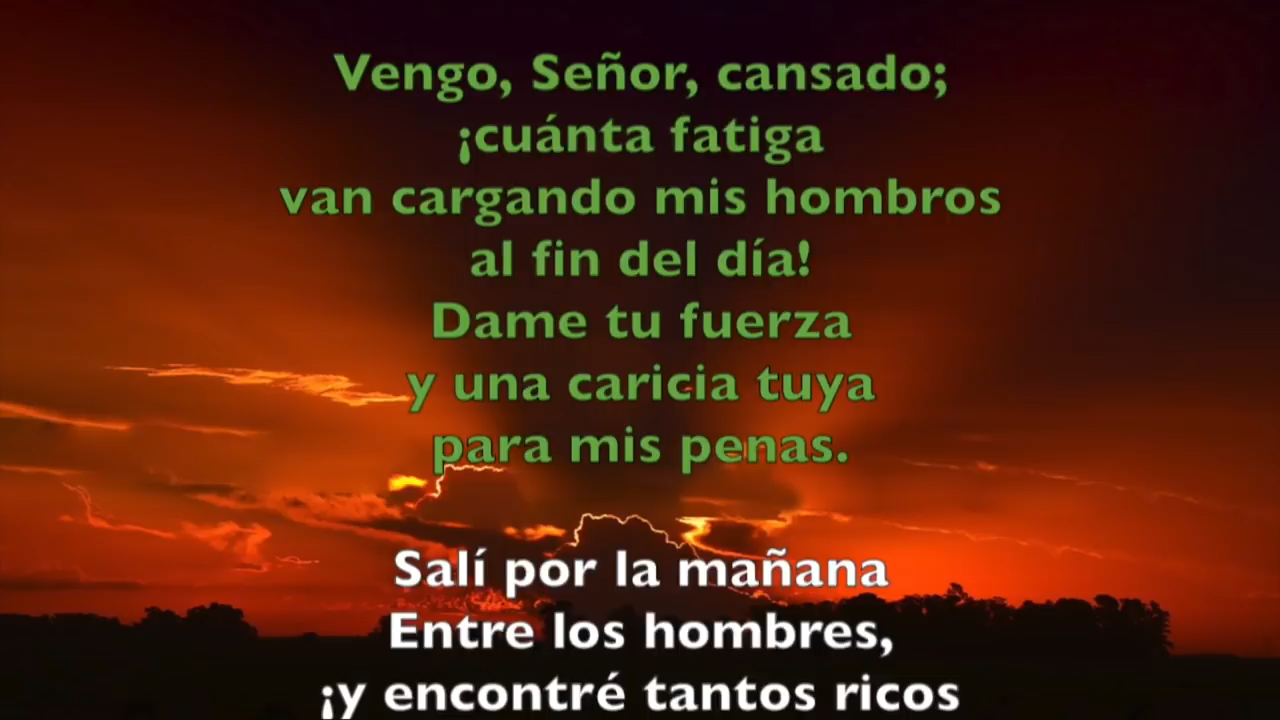 Vengo, Señor, cansado;
¡cuánta fatiga
van cargando mis hombros
al fin del día!
Dame tu fuerza
y una caricia tuya
para mis penas.
Salí por la mañana
Entre los hombres,
¡y encontré tantos ricos